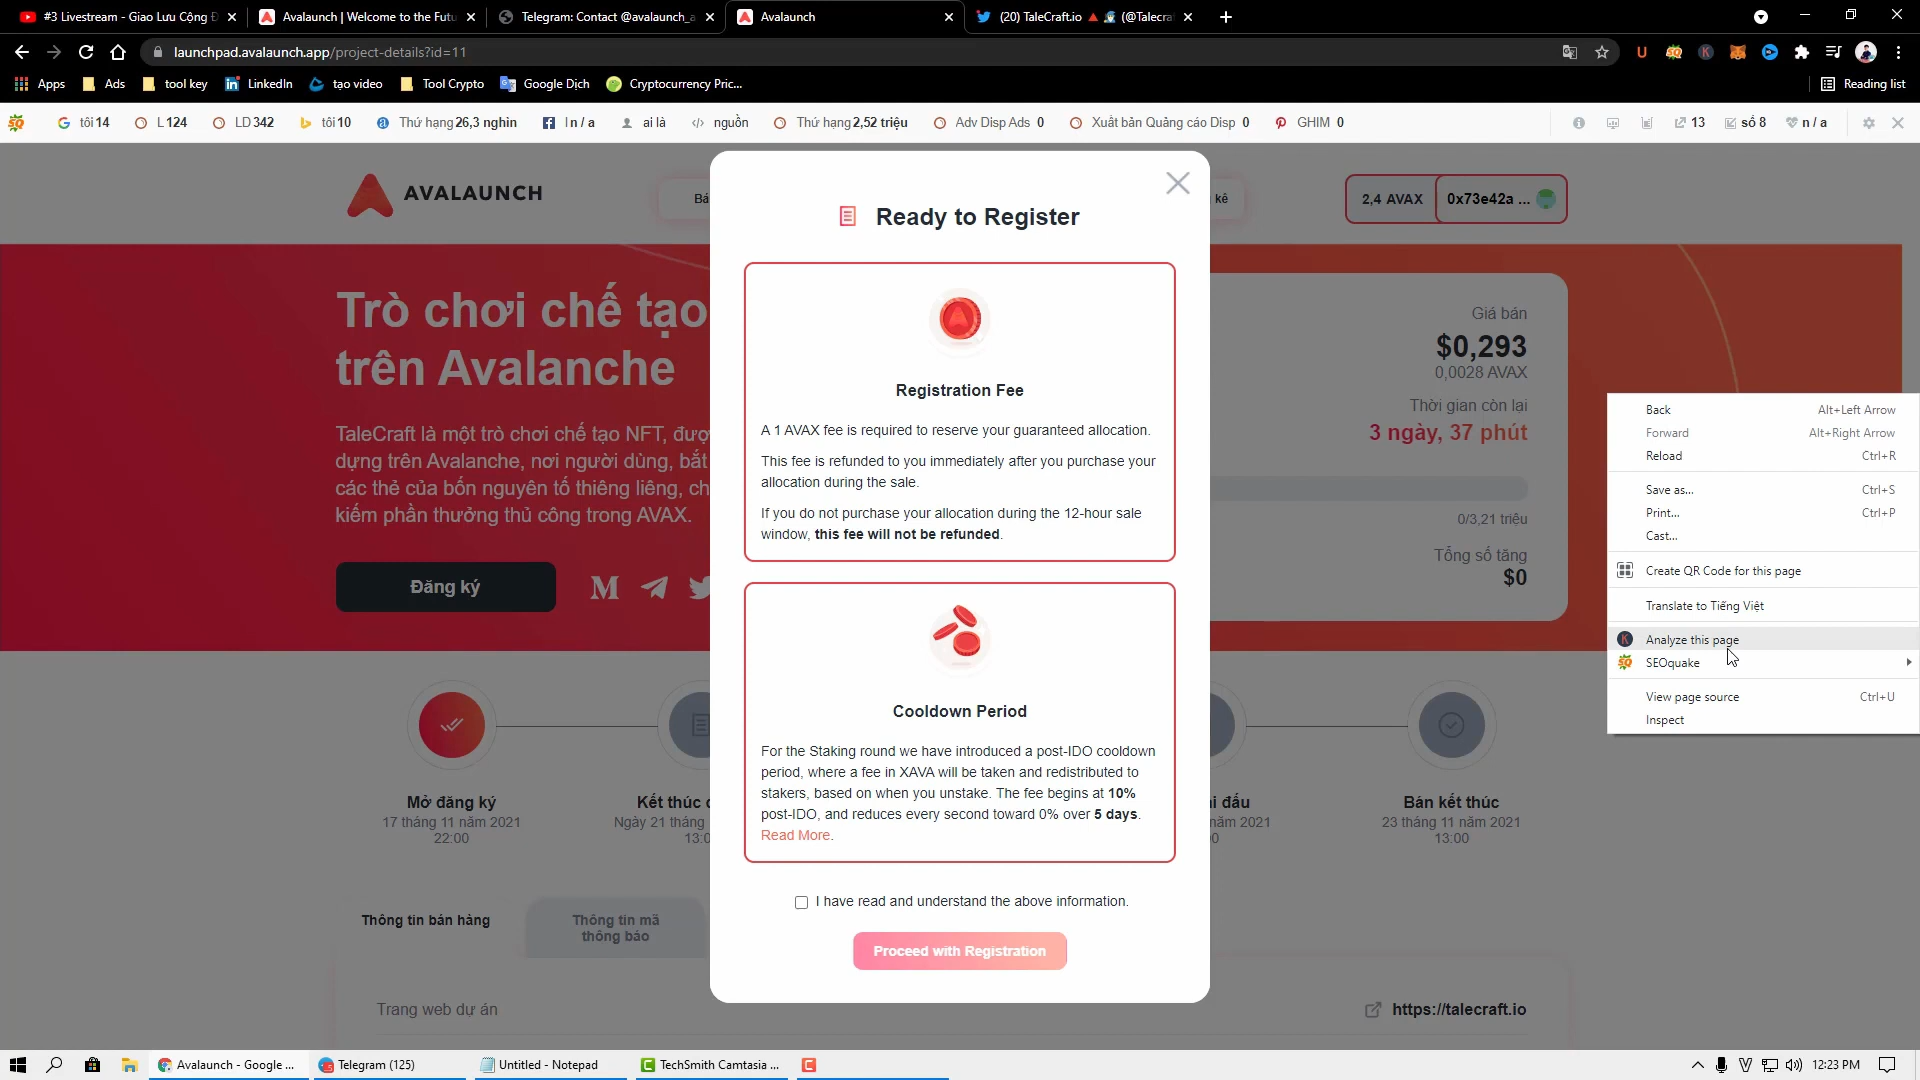 #3 Livestream - Giao Lưu Cộng Đ
Avalaunch | Welcome to the Futu
Telegram: Contact @avalaunch_a
Avalaunch
(20) TaleCraft.io 🔺 (@Talecra
launchpad.avalaunch.app/project-details?id=11
Apps
Ads
tool key
LinkedIn
tạo video
Tool Crypto
Google Dịch
Cryptocurrency Pric...
Reading list
tôi 14
L 124
LD 342
tôi 10
Thứ hạng 26,3 nghìn
I n / a
ai là
nguồn
Thứ hạng 2,52 triệu
Adv Disp Ads 0
Xuất bản Quảng cáo Disp 0
GHIM 0
13
số 8
n / a
AVALAUNCH
Bá
kê
2,4 AVAX
0x73e42a ...
Trò chơi chế tạo
trên Avalanche
TaleCraft là một trò chơi chế tạo NFT, đượ
dựng trên Avalanche, nơi người dùng, bắt
các thẻ của bốn nguyên tố thiêng liêng, ch
kiếm phần thưởng thủ công trong AVAX.
Đăng ký
Giá bán
$0,293
0,0028 AVAX
Thời gian còn lại
3 ngày, 37 phút
0/3,21 triệu
Tổng số tăng
$0
Ready to Register
Registration Fee
A 1 AVAX fee is required to reserve your guaranteed allocation.
This fee is refunded to you immediately after you purchase your
allocation during the sale.
If you do not purchase your allocation during the 12-hour sale
window, this fee will not be refunded.
Cooldown Period
For the Staking round we have introduced a post-IDO cooldown
period, where a fee in XAVA will be taken and redistributed to
stakers, based on when you unstake. The fee begins at 10%
post-IDO, and reduces every second toward 0% over 5 days.
Read More.
I have read and understand the above information.
Proceed with Registration
Back Alt+Left Arrow
Forward Alt+Right Arrow
Reload Ctrl+R
Save as... Ctrl+S
Print... Ctrl+P
Cast...
Create QR Code for this page
Translate to Tiếng Việt
Analyze this page
SEOquake
View page source Ctrl+U
Inspect
Mở đăng ký
17 tháng 11 năm 2021
22:00
Kết thúc
Ngày 21 tháng
13:0
i đấu
năm 2021
0
Bán kết thúc
23 tháng 11 năm 2021
13:00
Thông tin bán hàng
Thông tin mã
thông báo
Trang web dự án
https://talecraft.io
Avalaunch - Google ...
Telegram (125)
Untitled - Notepad
TechSmith Camtasia ...
12:23 PM